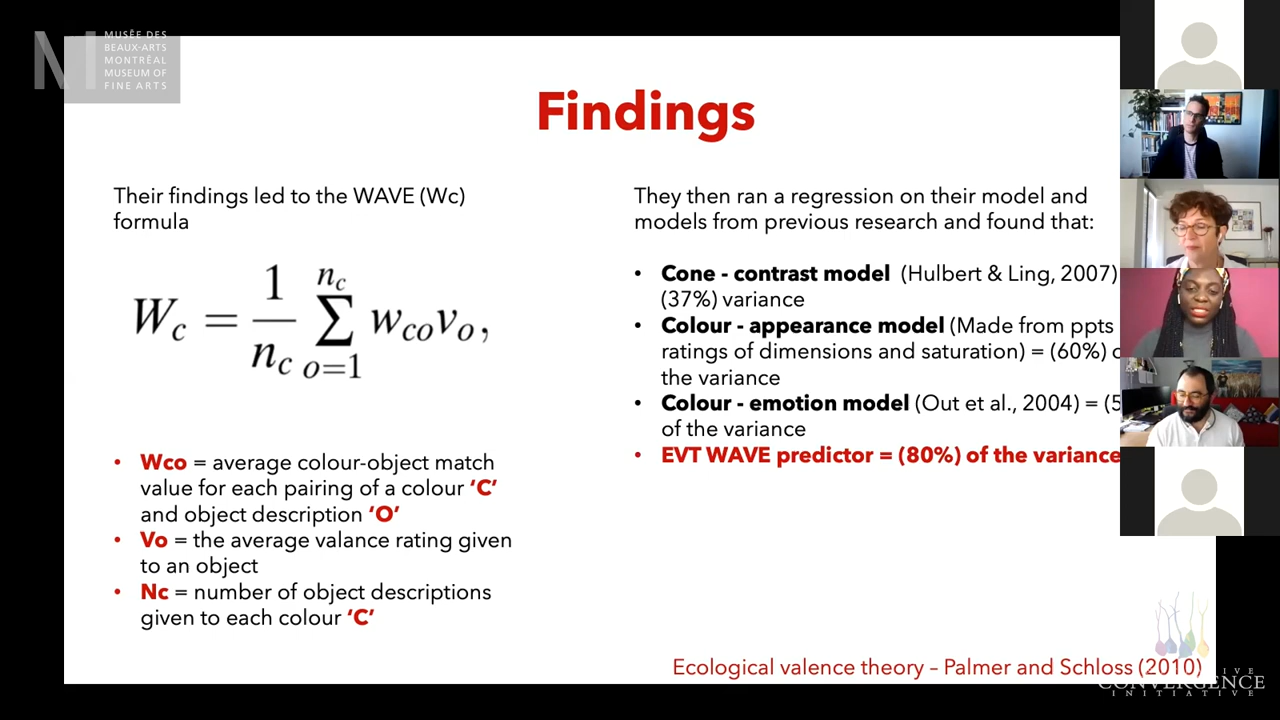 MUSÉE DES
BEAUX-ARTS
MONTRÉAL
MUSEUM OF
FINE ARTS
Findings
Their findings led to the WAVE (Wc)
formula
W_c = \frac{1}{n_c} \sum_{o=1}^{n_c} w_{co} v_o,
• Wco = average colour-object match
value for each pairing of a colour ‘C’
and object description ‘O’
• Vo = the average valance rating given
to an object
• Nc = number of object descriptions
given to each colour ‘C’
They then ran a regression on their model and
models from previous research and found that:
• Cone - contrast model (Hulbert & Ling, 2007)
(37%) variance
• Colour - appearance model (Made from ppts
ratings of dimensions and saturation) = (60%)
the variance
• Colour - emotion model (Out et al., 2004) = (5
of the variance
• EVT WAVE predictor = (80%) of the variance
Ecological valence theory – Palmer and Schloss (2010)
CONVERGENCE
INITIATIVE